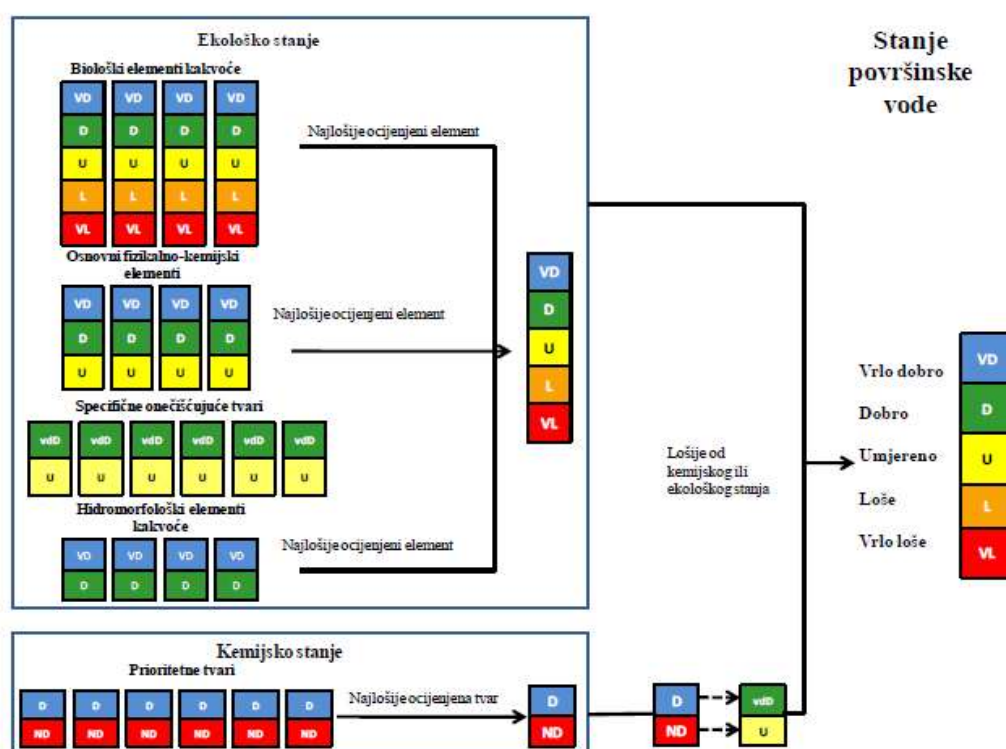 Ekološko stanje
Stanje
površinske
vode
Biološki elementi kakvoće
VD VD VD VD
D D D D
U U U U
L L L L
VL VL VL VL
Najlošije ocijenjeni element
Osnovni fizikalno-kemijski
elementi
VD VD VD VD
D D D D
U U U U
Najlošije ocijenjeni element
VD
D
U
L
VL
Specifične onečišćujuće tvari
vdD vdD vdD vdD vdD vdD
U U U U U U
Hidromorfološki elementi
kakvoće
VD VD VD VD
D D D D
Najlošije ocijenjeni element
Lošije od
kemijskog ili
ekološkog stanja
Vrlo dobro VD
Dobro D
Umjereno U
Loše L
Vrlo loše VL
Kemijsko stanje
Prioritetne tvari
D D D D D D
ND ND ND ND ND ND
Najlošije ocijenjena tvar
D
ND
D vdD
ND U